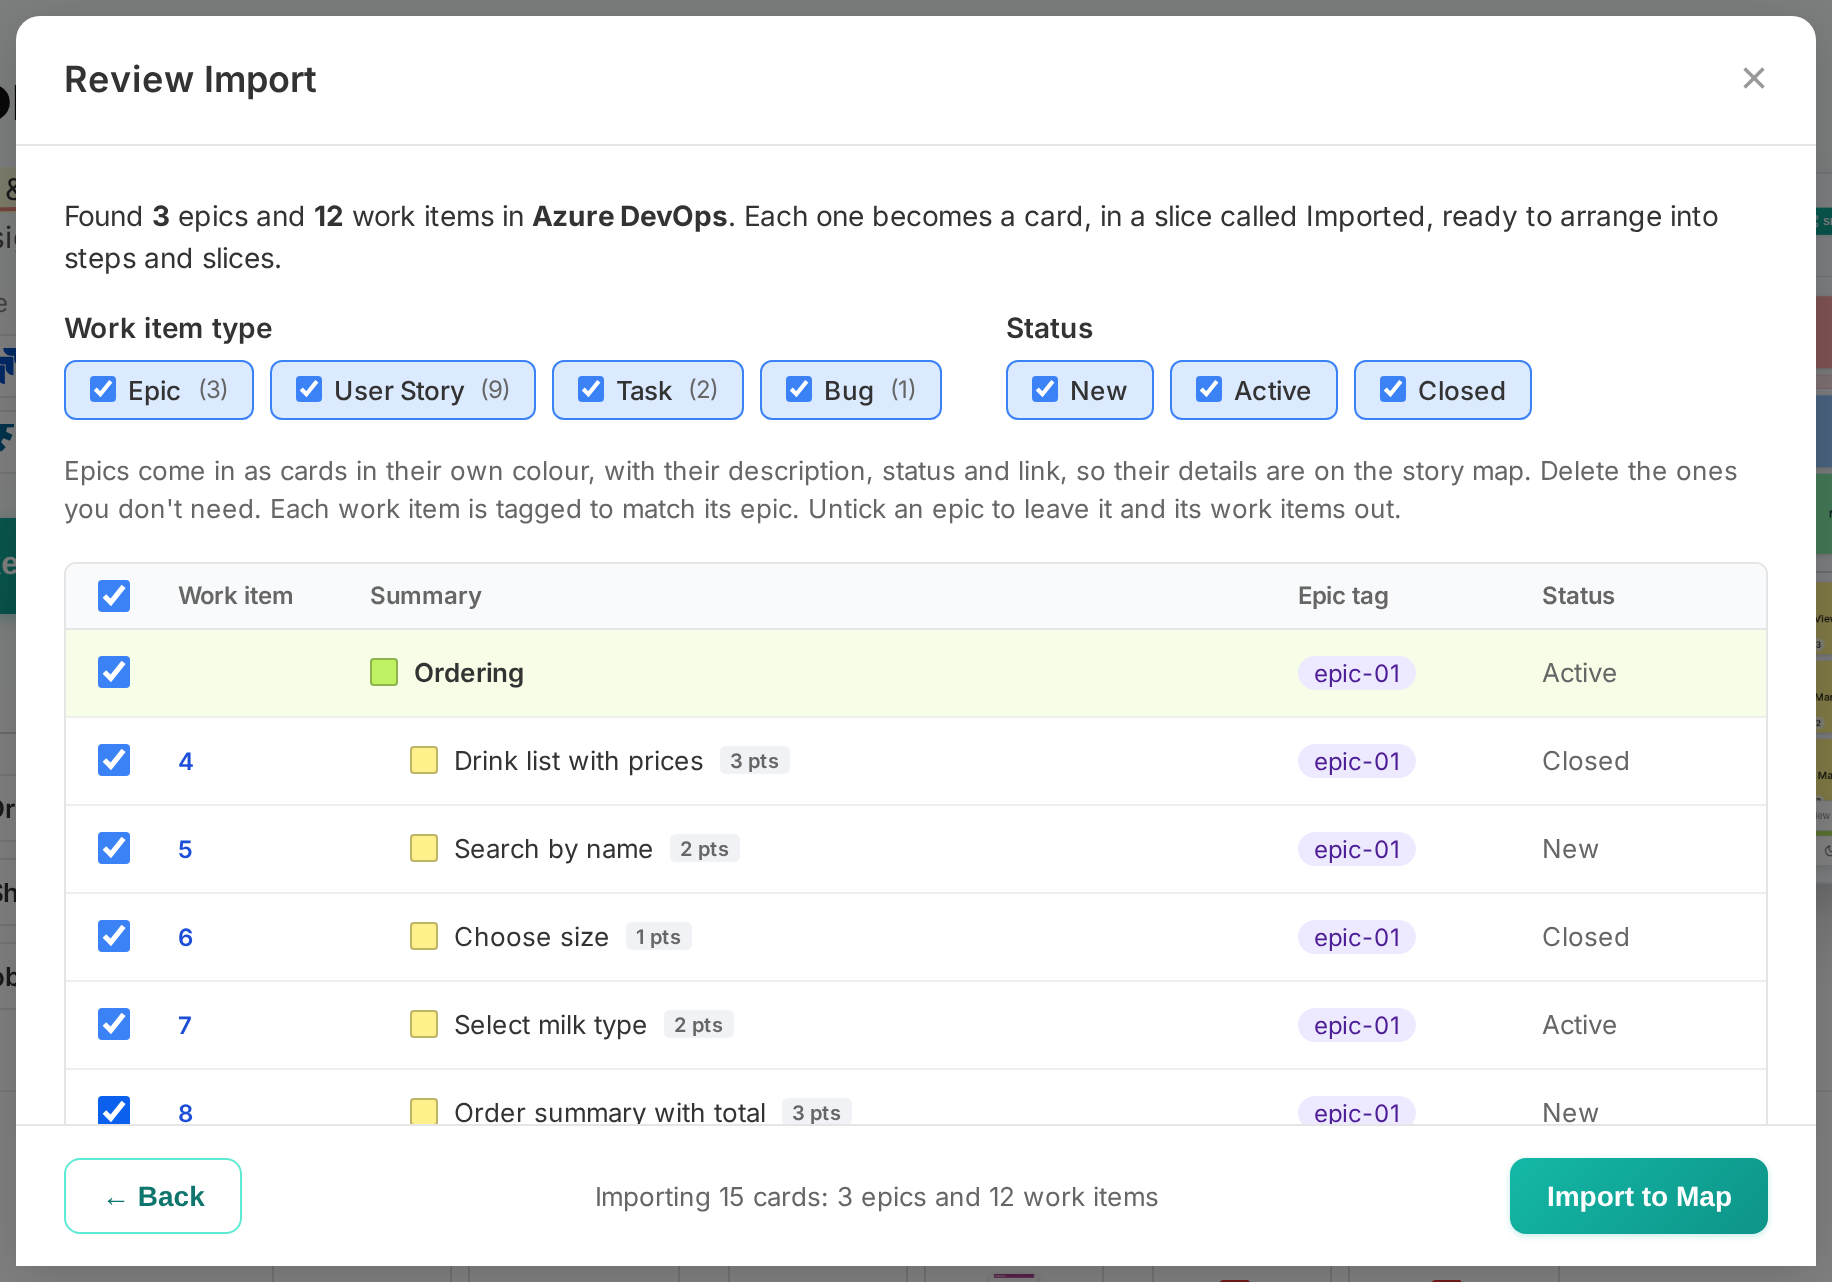 Review Import
Found 3 epics and 12 work items in Azure DevOps. Each one becomes a card, in a slice called Imported, ready to arrange into
steps and slices.
Work item type
Status
Epic (3)
User Story (9)
Task (2)
Bug (1)
New
Active
Closed
Epics come in as cards in their own colour, with their description, status and link, so their details are on the story map. Delete the ones
you don't need. Each work item is tagged to match its epic. Untick an epic to leave it and its work items out.
Work item Summary Epic tag Status
Ordering epic-01 Active
4 Drink list with prices 3 pts epic-01 Closed
5 Search by name 2 pts epic-01 New
6 Choose size 1 pts epic-01 Closed
7 Select milk type 2 pts epic-01 Active
8 Order summary with total 3 pts epic-01 New
← Back
Importing 15 cards: 3 epics and 12 work items
Import to Map